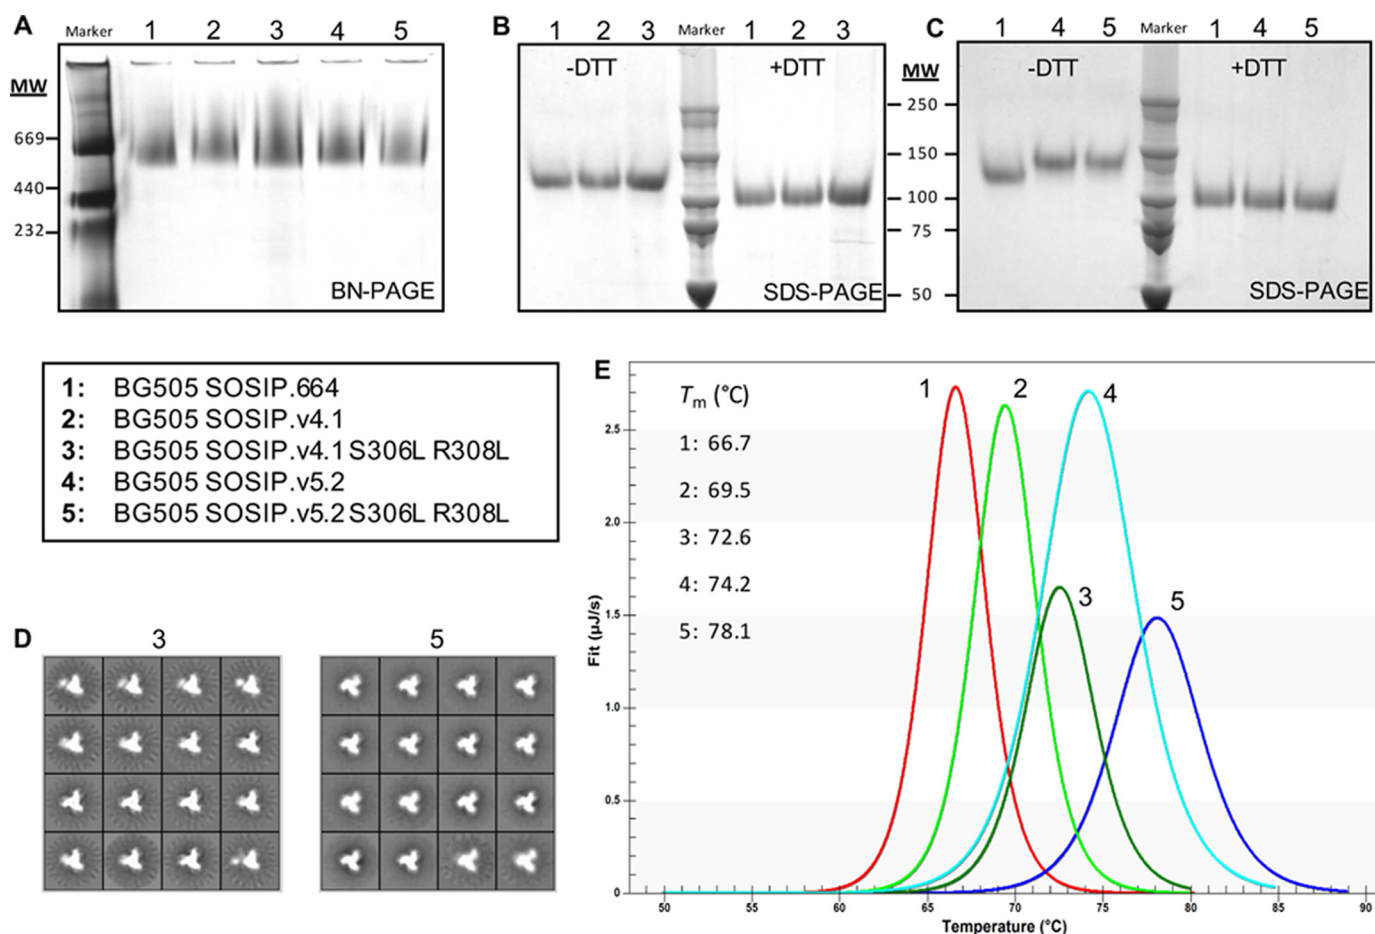 A
Marker 1 2 3 4 5
MW
669
440
232
BN-PAGE
B
1 2 3 Marker 1 2 3
-DTT +DTT
SDS-PAGE
MW
250
150
100
75
50
C
1 4 5 Marker 1 4 5
-DTT +DTT
SDS-PAGE
1: BG505 SOSIP.664
2: BG505 SOSIP.v4.1
3: BG505 SOSIP.v4.1 S306L R308L
4: BG505 SOSIP.v5.2
5: BG505 SOSIP.v5.2 S306L R308L
D
3 5
E
Tm (°C)
1: 66.7
2: 69.5
3: 72.6
4: 74.2
5: 78.1
1 2 4
3 5
Fit (µJ/s)
2.5
2.0
1.5
1.0
0.5
0
50 55 60 65 70 75 80 85 90
Temperature (°C)